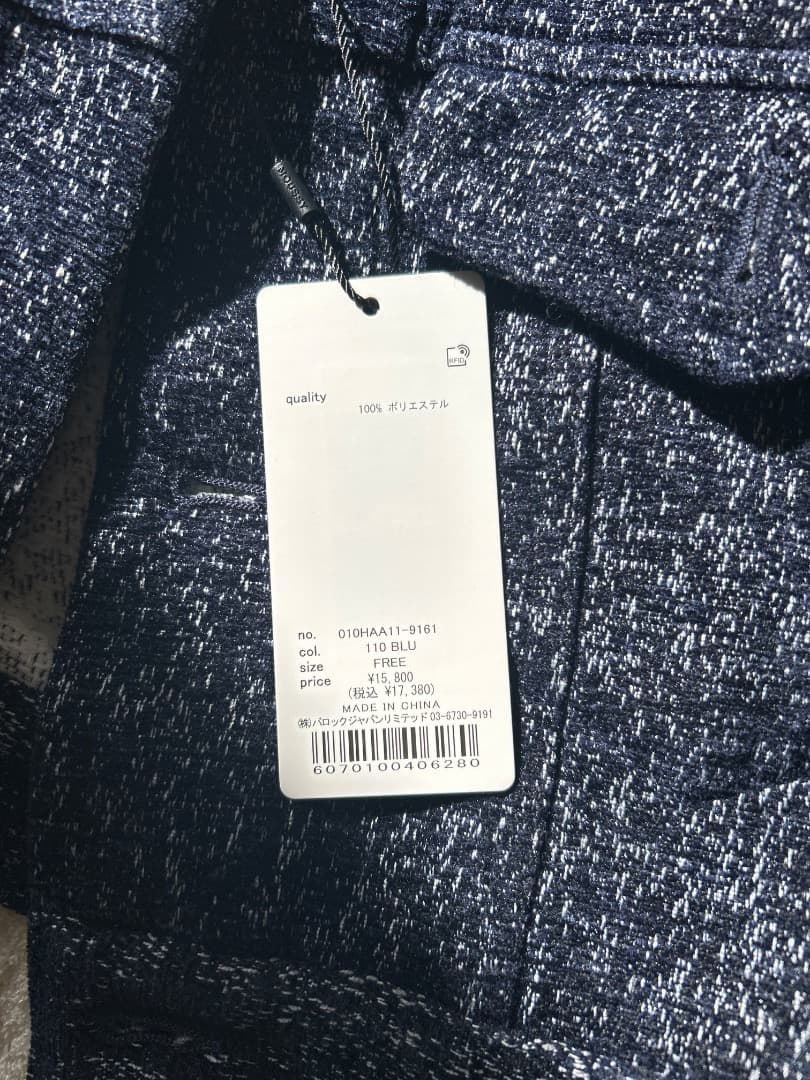 MOUSSY
RFID
quality 100% ポリエステル
no. 010HAA11-9161
col. 110 BLU
size FREE
price ¥15,800
(税込 ¥17,380)
MADE IN CHINA
㈱バロックジャパンリミテッド 03-6730-9191
6070100406280